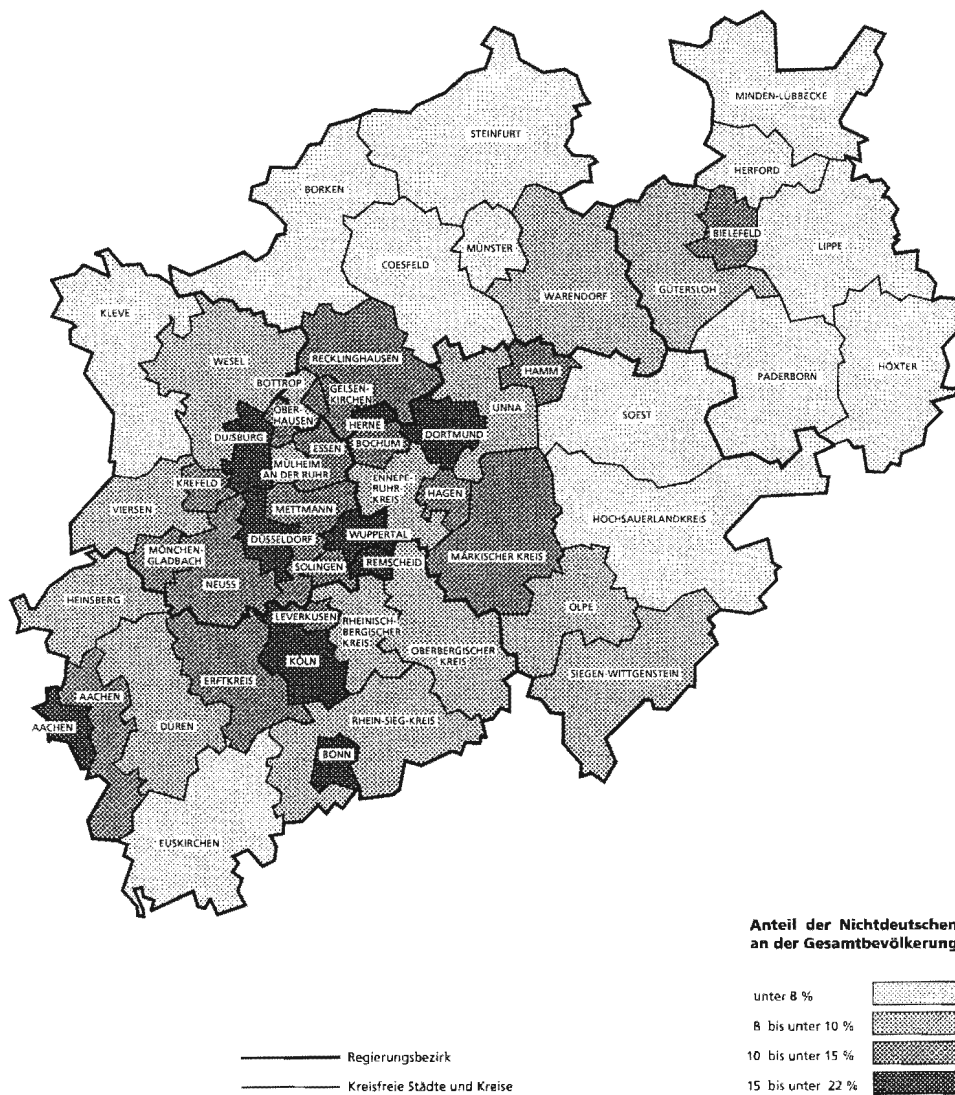 MINDEN-LÜBBECKE
STEINFURT
HERFORD
BORKEN
BIELEFELD
LIPPE
MÜNSTER
COESFELD
WARENDORF
GÜTERSLOH
KLEVE
WESEL
RECKLINGHAUSEN
HAMM
PADERBORN
HÖXTER
BOTTROP
GELSEN-
KIRCHEN
OBER-
HAUSEN
UNNA
SOEST
HERNE
DUISBURG
DORTMUND
ESSEN
BOCHUM
MÜLHEIM
AN DER RUHR
KREFELD
ENNEPE-
RUHR-
KREIS
HAGEN
VIERSEN
METTMANN
HOCHSAUERLANDKREIS
DÜSSELDORF
WUPPERTAL
MÖNCHEN-
GLADBACH
MÄRKISCHER KREIS
SOLINGEN
REMSCHEID
NEUSS
HEINSBERG
OLPE
LEVERKUSEN
RHEINISCH-
BERGISCHER
KREIS
KÖLN
OBERBERGISCHER
KREIS
ERFTKREIS
SIEGEN-WITTGENSTEIN
AACHEN
RHEIN-SIEG-KREIS
AACHEN
DÜREN
BONN
EUSKIRCHEN
Anteil der Nichtdeutschen
an der Gesamtbevölkerung
unter 8 %
8 bis unter 10 %
10 bis unter 15 %
15 bis unter 22 %
Regierungsbezirk
Kreisfreie Städte und Kreise